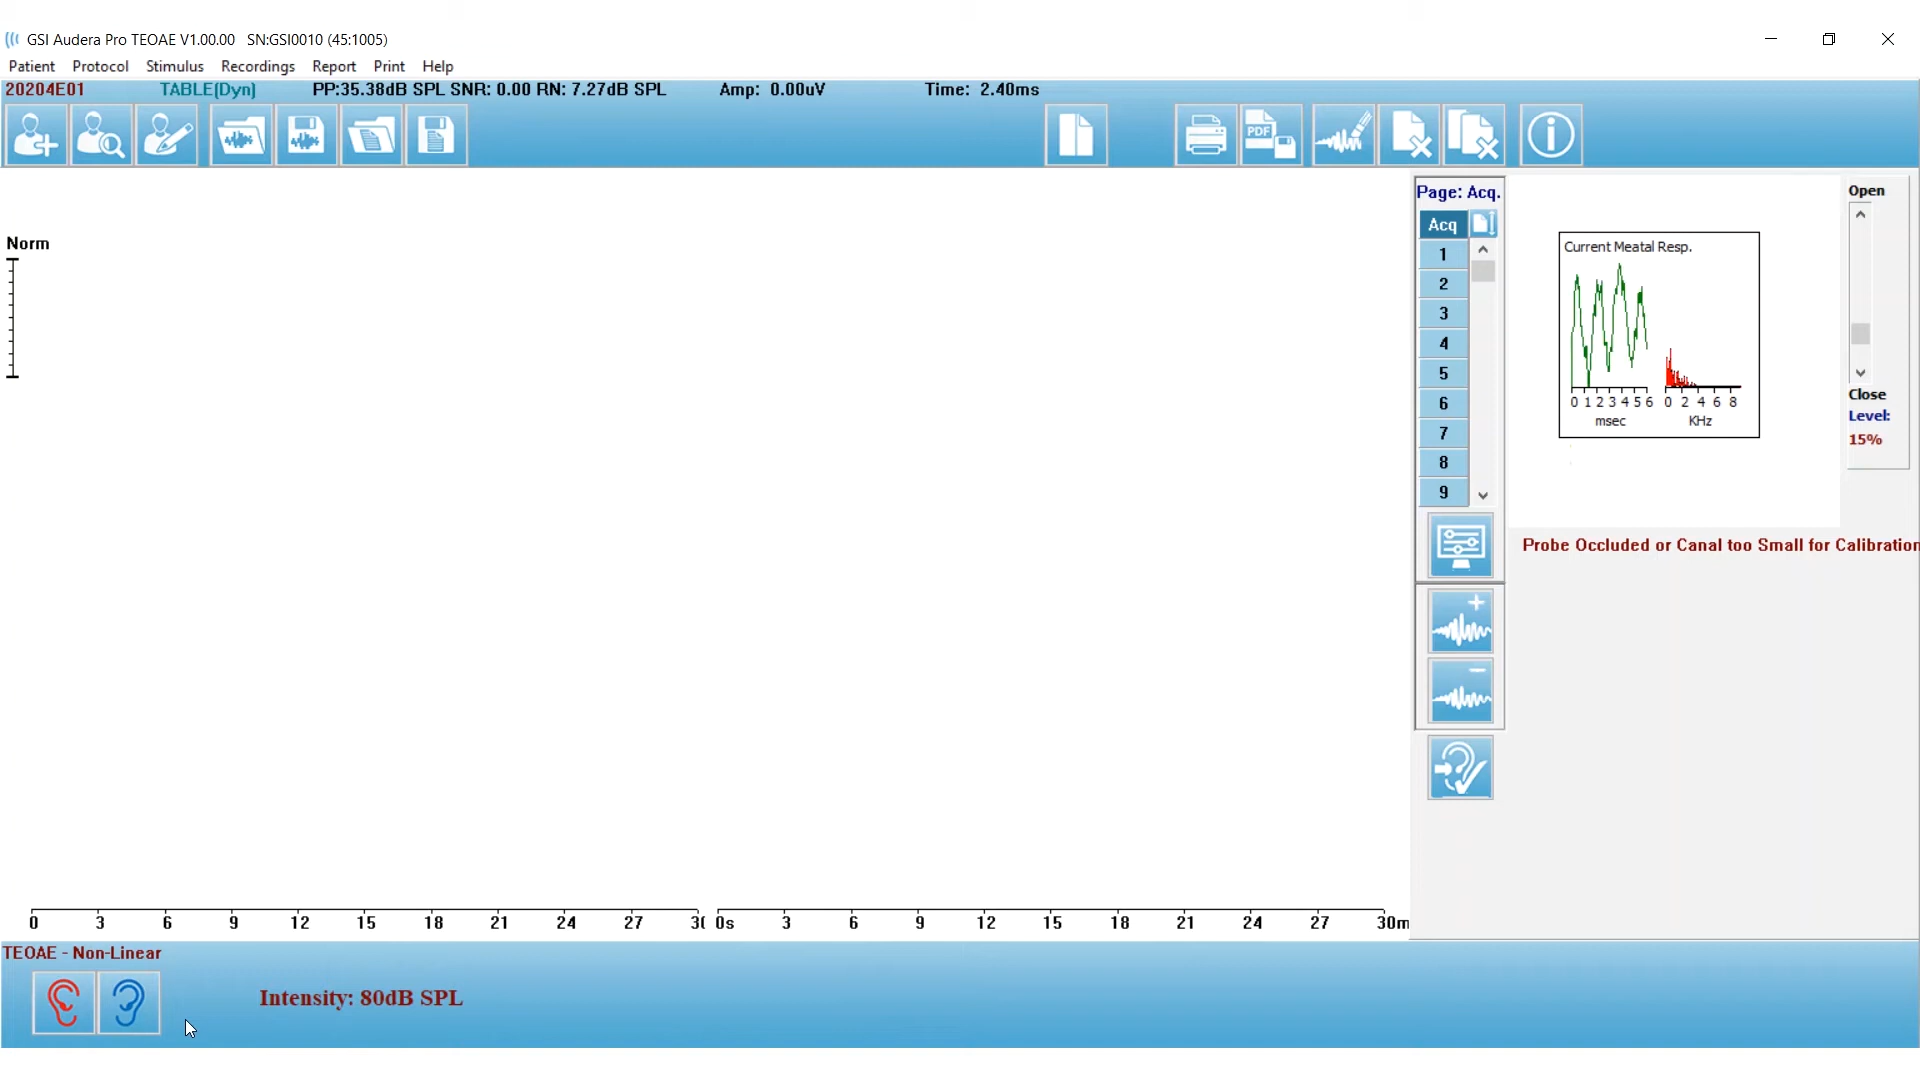 GSI Audera Pro TEOAE V1.00.00 SN:GSI0010 (45:1005)
Patient Protocol Stimulus Recordings Report Print Help
20204E01 TABLE(Dyn) PP:35.38dB SPL SNR: 0.00 RN: 7.27dB SPL Amp: 0.00uV Time: 2.40ms
PDF
Norm
Page: Acq.
Acq
1
2
3
4
5
6
7
8
9
Current Meatal Resp.
0 1 2 3 4 5 6 0 2 4 6 8
msec KHz
Open
Close
Level:
15%
Probe Occluded or Canal too Small for Calibration
0 3 6 9 12 15 18 21 24 27 30 0s 3 6 9 12 15 18 21 24 27 30m
TEOAE - Non-Linear
Intensity: 80dB SPL